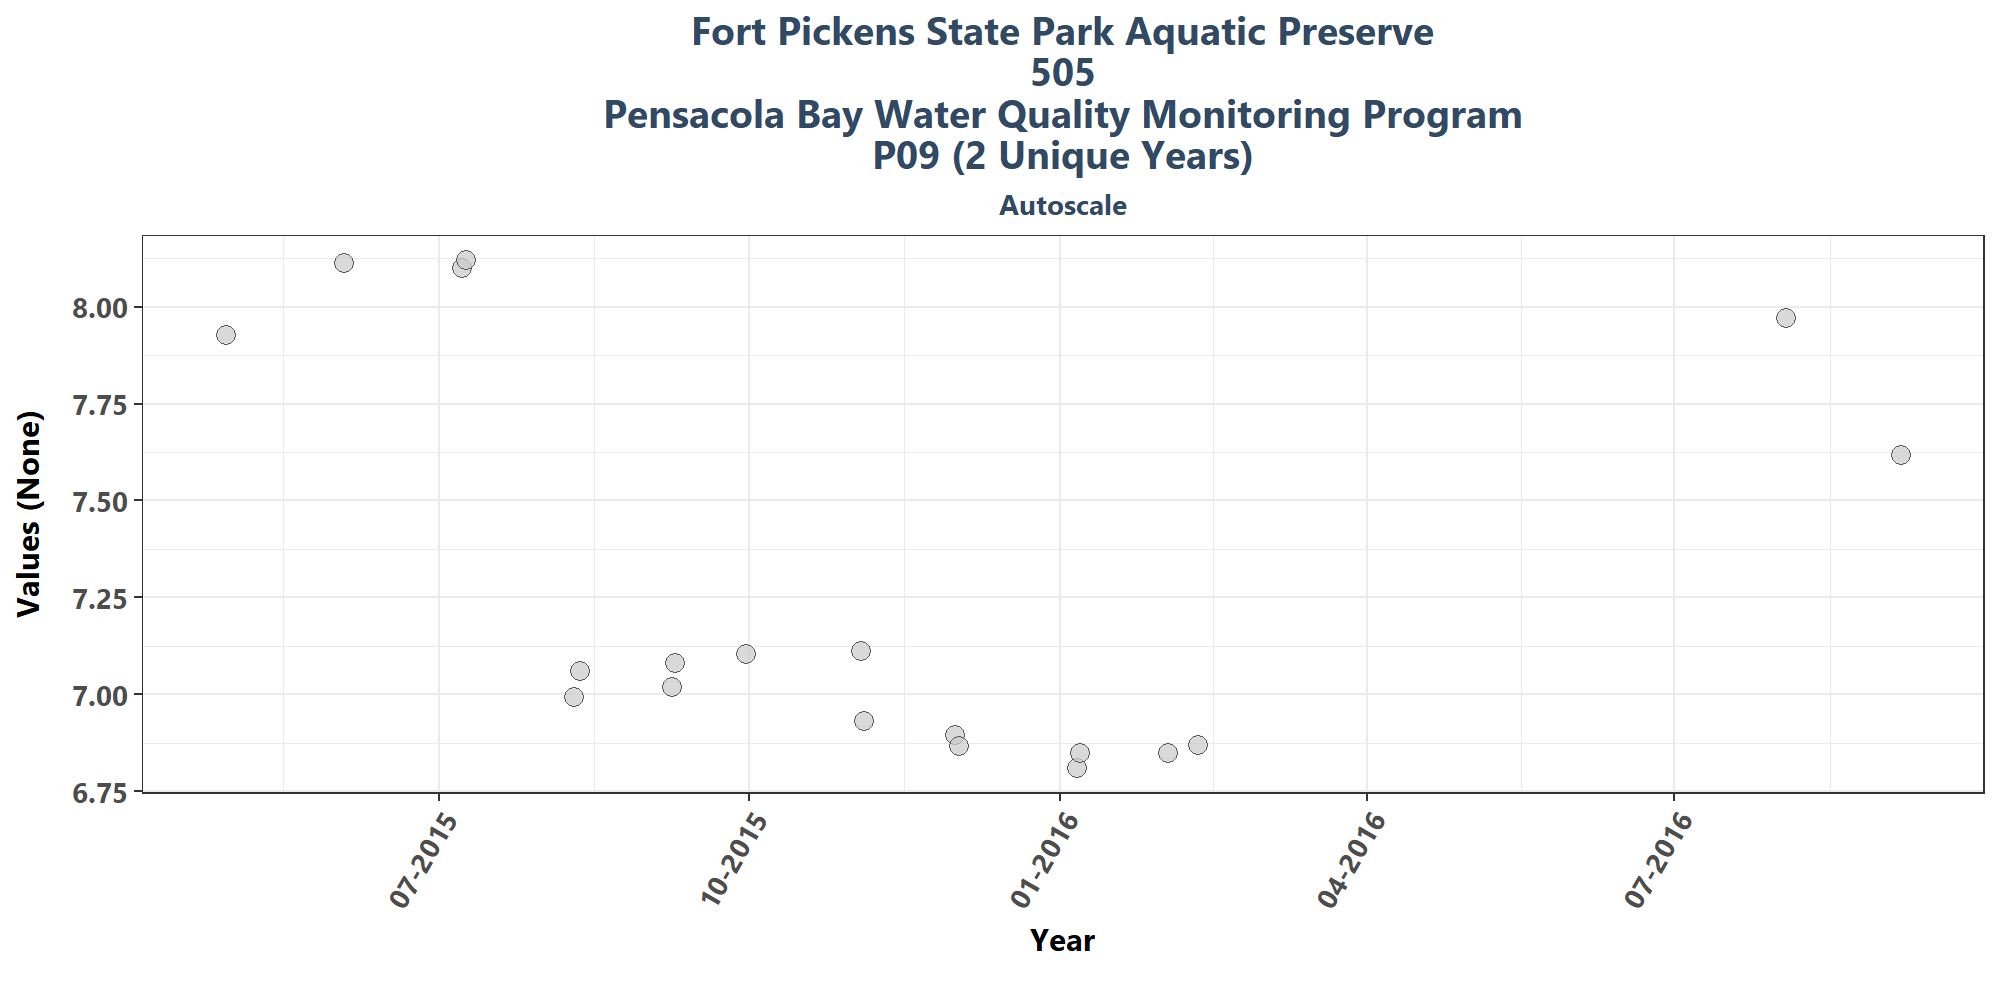 Fort Pickens State Park Aquatic Preserve
505
Pensacola Bay Water Quality Monitoring Program
P09 (2 Unique Years)
Autoscale
Values (None)
8.00
7.75
7.50
7.25
7.00
6.75
07-2015
10-2015
01-2016
04-2016
07-2016
Year